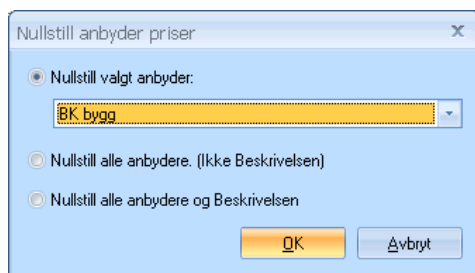 Nullstill anbyder priser
Nullstill valgt anbyder:
BK bygg
Nullstill alle anbydere. (Ikke Beskrivelsen)
Nullstill alle anbydere og Beskrivelsen
OK Avbryt